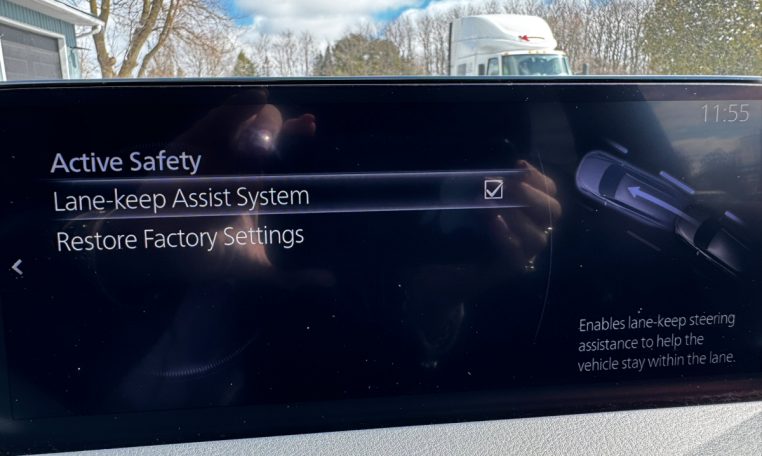 11:55
Active Safety
Lane-keep Assist System
Restore Factory Settings
Enables lane-keep steering
assistance to help the
vehicle stay within the lane.